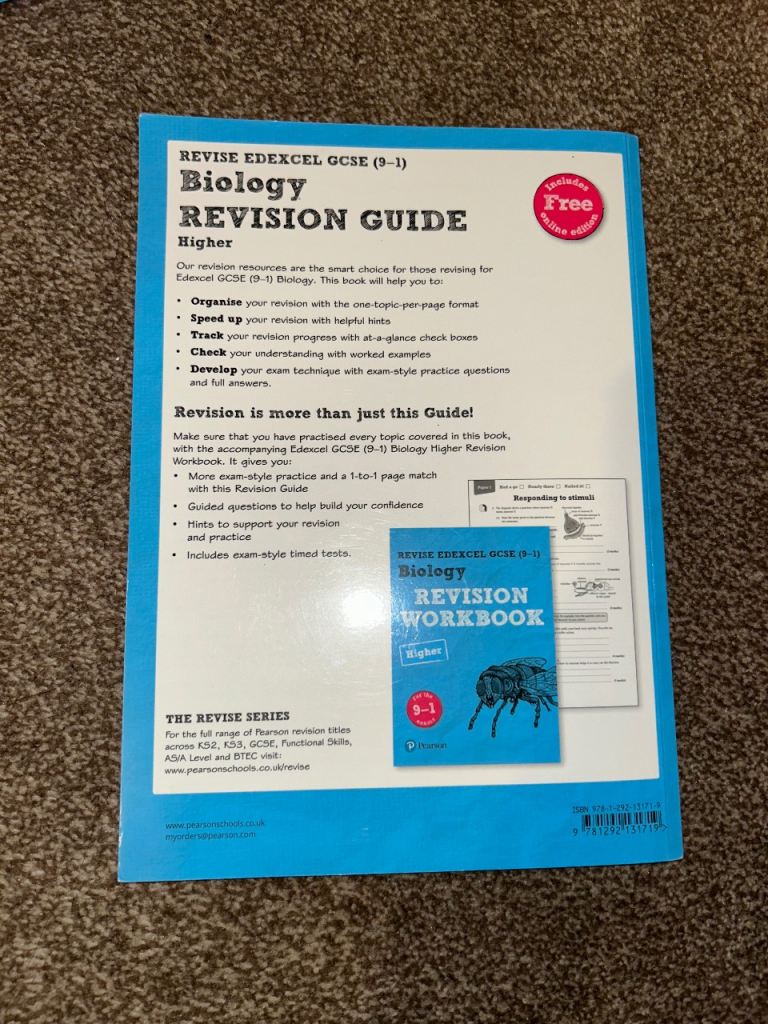 REVISE EDEXCEL GCSE (9–1)
Biology
REVISION GUIDE
Higher
Includes
Free
online edition
Our revision resources are the smart choice for those revising for
Edexcel GCSE (9–1) Biology. This book will help you to:
• Organise your revision with the one-topic-per-page format
• Speed up your revision with helpful hints
• Track your revision progress with at-a-glance check boxes
• Check your understanding with worked examples
• Develop your exam technique with exam-style practice questions
and full answers.
Revision is more than just this Guide!
Make sure that you have practised every topic covered in this book,
with the accompanying Edexcel GCSE (9–1) Biology Higher Revision
Workbook. It gives you:
• More exam-style practice and a 1-to-1 page match
with this Revision Guide
• Guided questions to help build your confidence
• Hints to support your revision
and practice
• Includes exam-style timed tests.
Responding to stimuli
REVISE EDEXCEL GCSE (9–1)
Biology
REVISION
WORKBOOK
Higher
For the
9–1
Pearson
THE REVISE SERIES
For the full range of Pearson revision titles
across KS2, KS3, GCSE, Functional Skills,
AS/A Level and BTEC visit:
www.pearsonschools.co.uk/revise
www.pearsonschools.co.uk
myorders@pearson.com
ISBN 978-1-292-13171-9
9 781292 131719 >